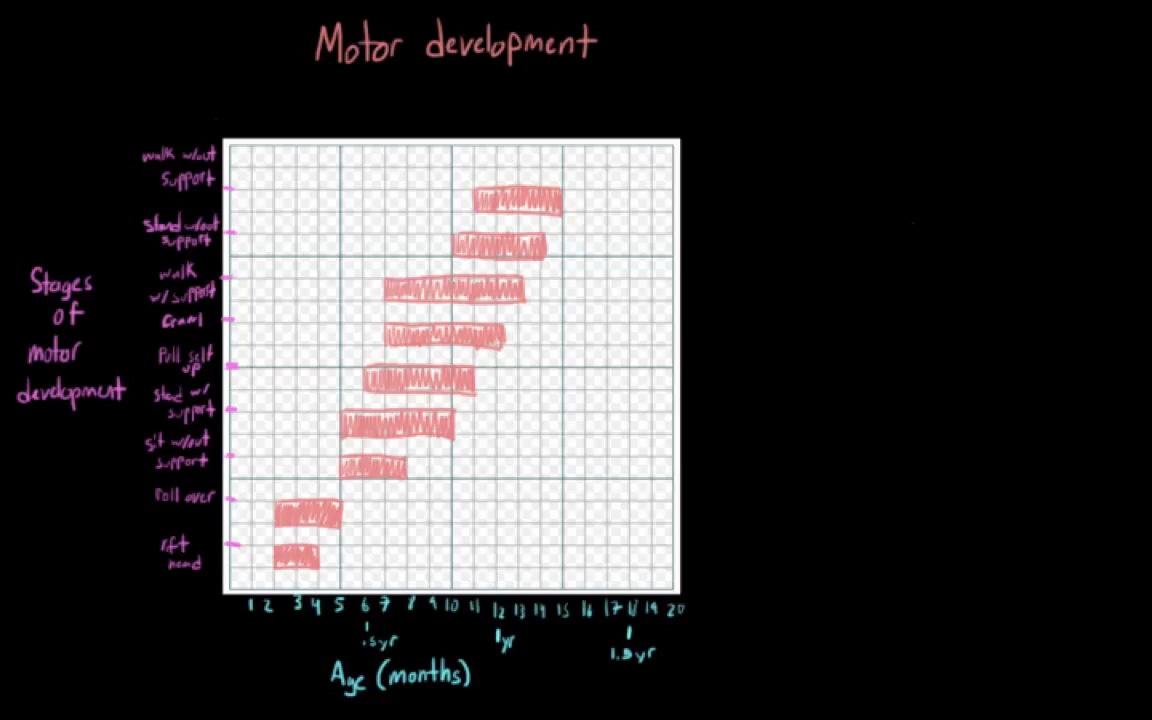 Motor development
walk w/out
support
stand w/out
support
walk
w/ support
Crawl
Pull self
up
stad w/
support
sit w/out
support
Roll over
lift
head
Stages
of
motor
development
1 2 3 4 5 6 7 8 9 10 11 12 13 14 15 16 17 18 19 20
.5yr 1yr 1.5yr
Age (months)